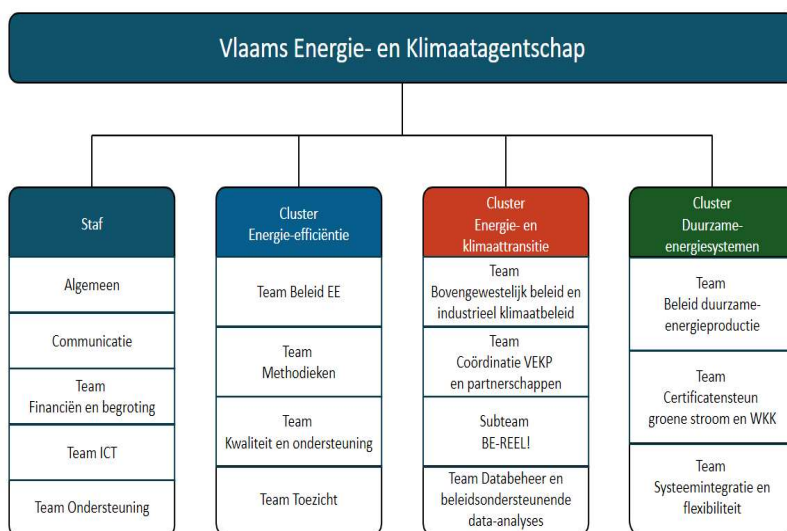 Vlaams Energie- en Klimaatagentschap
Staf
Algemeen
Communicatie
Team
Financiën en begroting
Team ICT
Team Ondersteuning
Cluster
Energie-efficiëntie
Team Beleid EE
Team
Methodieken
Team
Kwaliteit en ondersteuning
Team Toezicht
Cluster
Energie- en
klimaattransitie
Team
Bovengewestelijk beleid en
industrieel klimaatbeleid
Team
Coördinatie VEKP
en partnerschappen
Subteam
BE-REEL!
Team Databeheer en
beleidsondersteunende
data-analyses
Cluster
Duurzame-
energiesystemen
Team
Beleid duurzame-
energieproductie
Team
Certificatensteun
groene stroom en WKK
Team
Systeemintegratie en
flexibiliteit